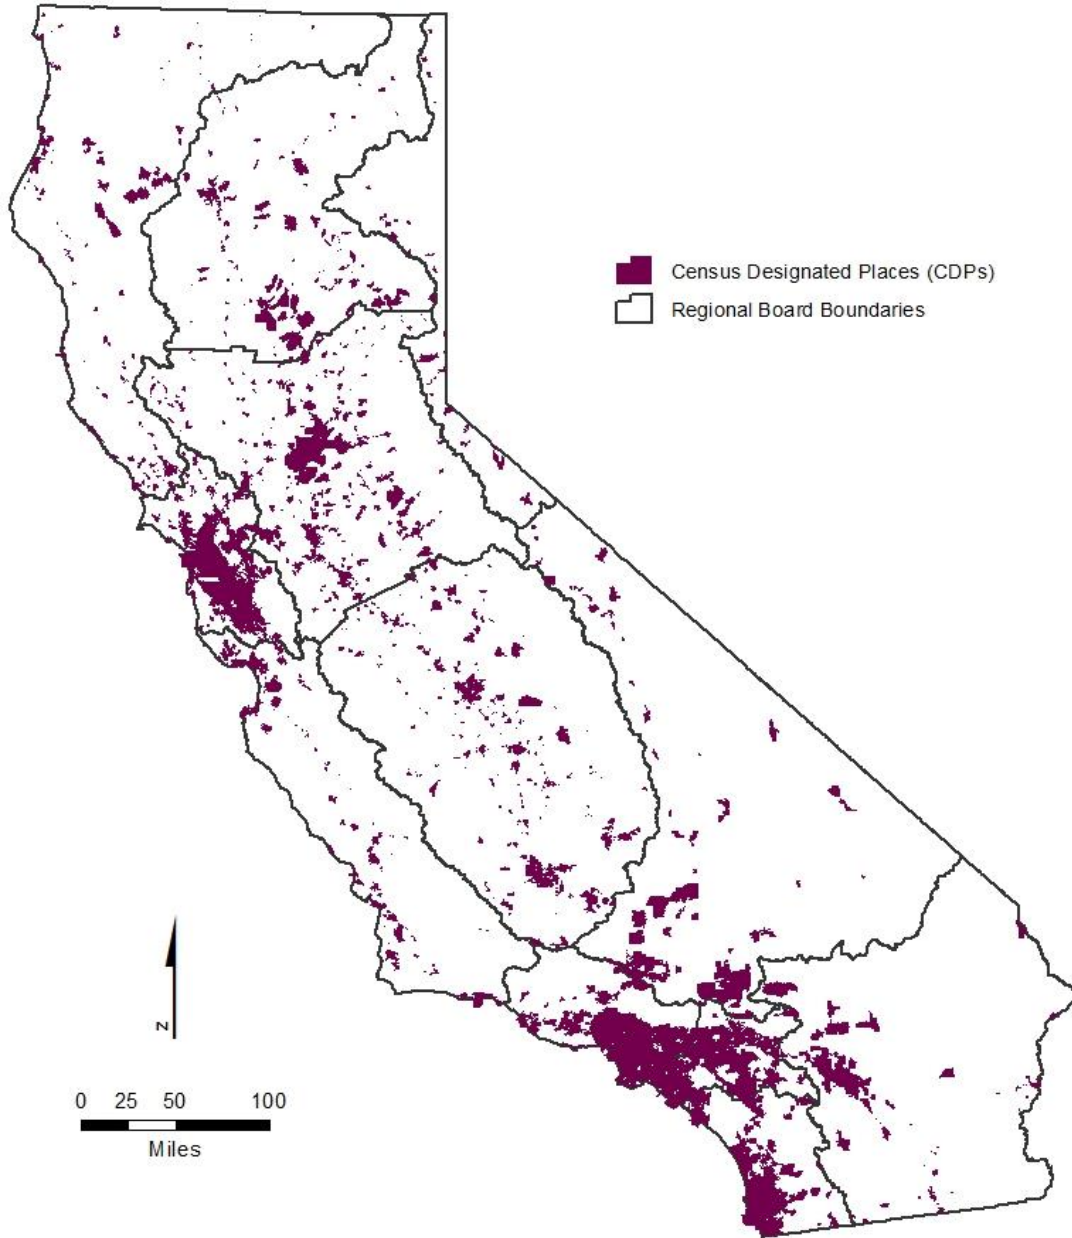 Census Designated Places (CDPs)
Regional Board Boundaries
N
0 25 50 100
Miles